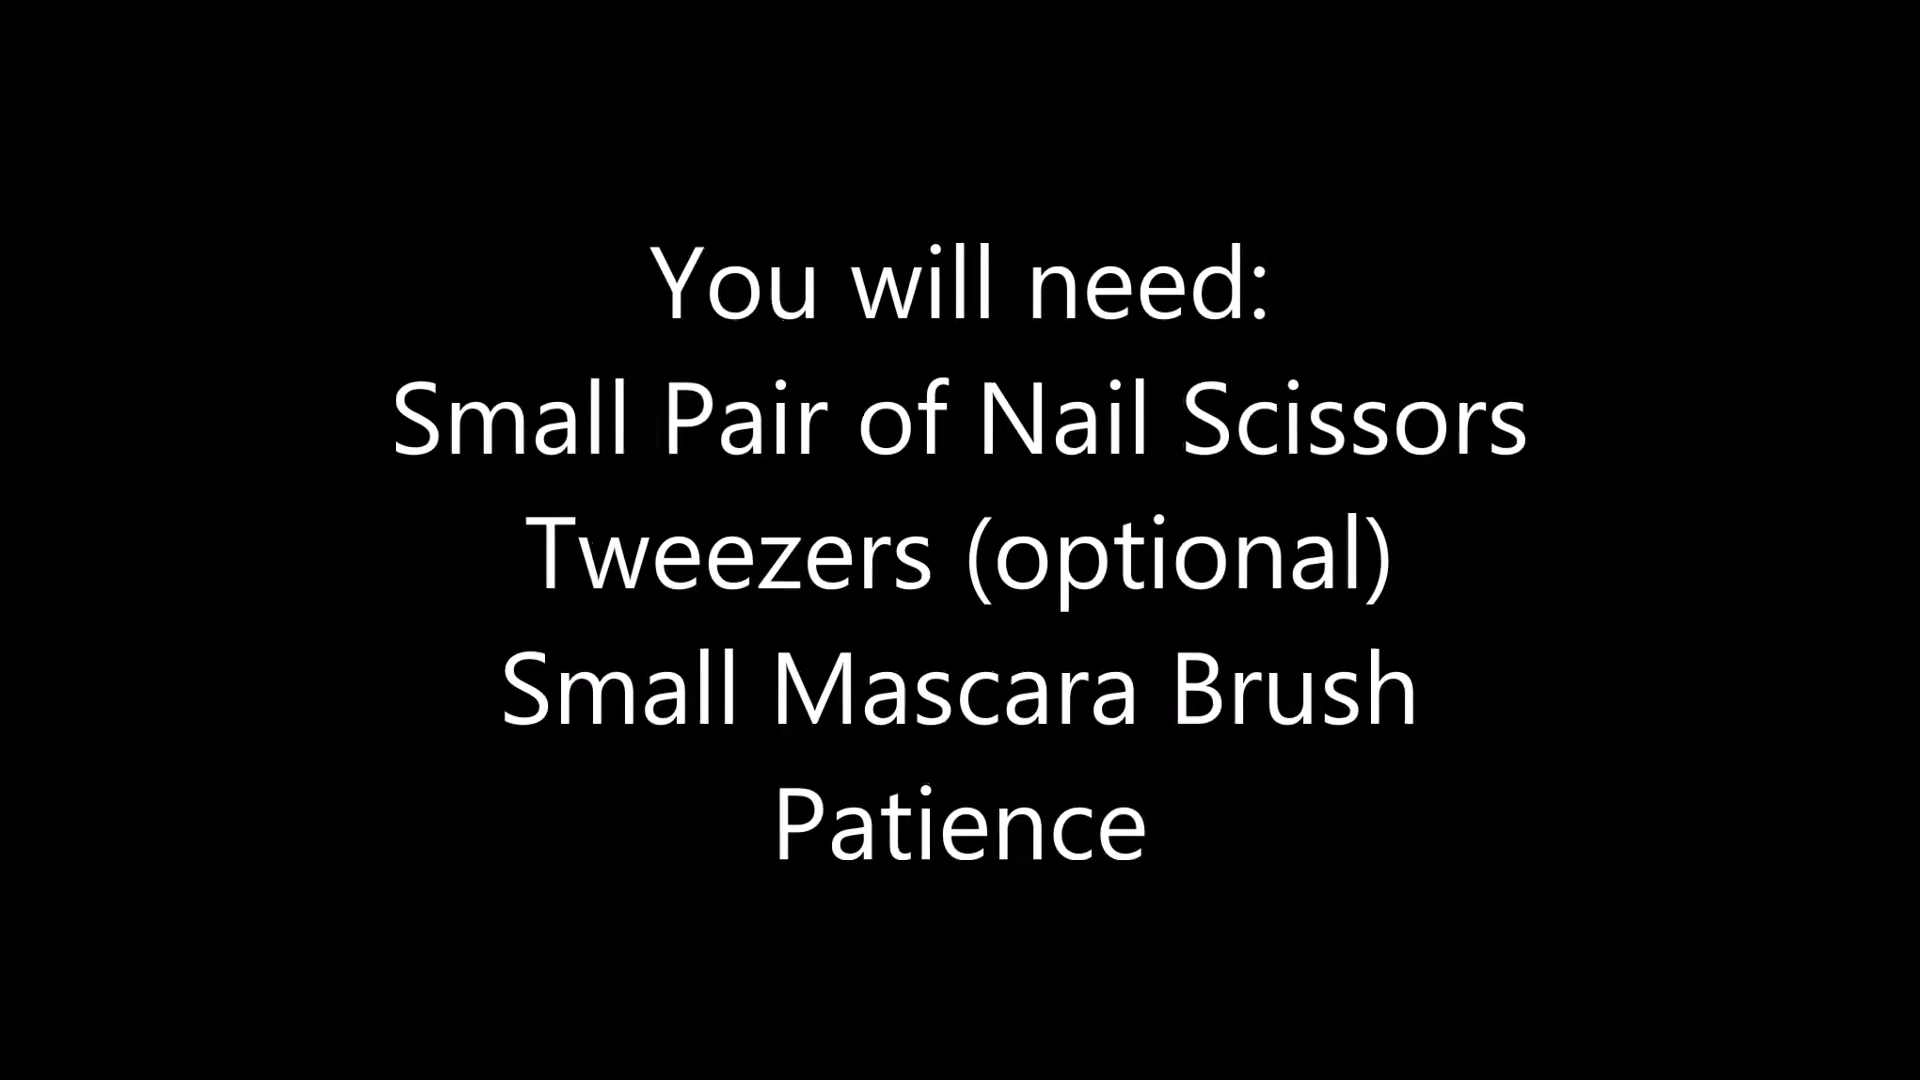 You will need:
Small Pair of Nail Scissors
Tweezers (optional)
Small Mascara Brush
Patience